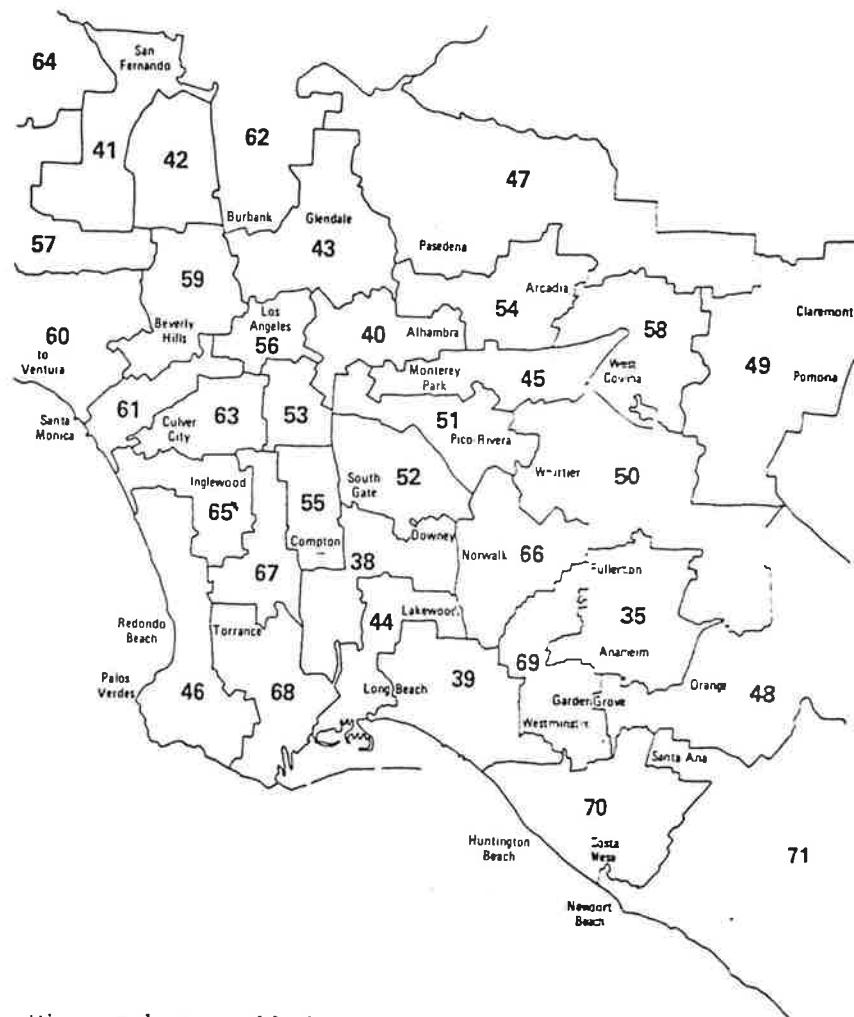 San
Fernando
64
41
42
62
47
Burbank
Glendale
57
43
Pasedena
59
Arcadia
54
Los
Angeles
58
Claremont
60
to
Ventura
Beverly
Hills
56
40
Alhambra
Monterey
Park
45
West
Covina
49
Pomona
61
Santa
Monica
Culver
City
63
53
51
Pico-Rivera
Inglewood
65
South
Gate
52
Whittier
50
55
Compton
Downey
Norwalk
66
38
67
Fullerton
Redondo
Beach
Torrance
44
Lakewood
35
Anaheim
Palos
Verdes
46
68
Long Beach
39
69
Orange
48
Garden Grove
Westminster
Santa Ana
70
Huntington
Beach
Costa
Mesa
71
Newport
Beach